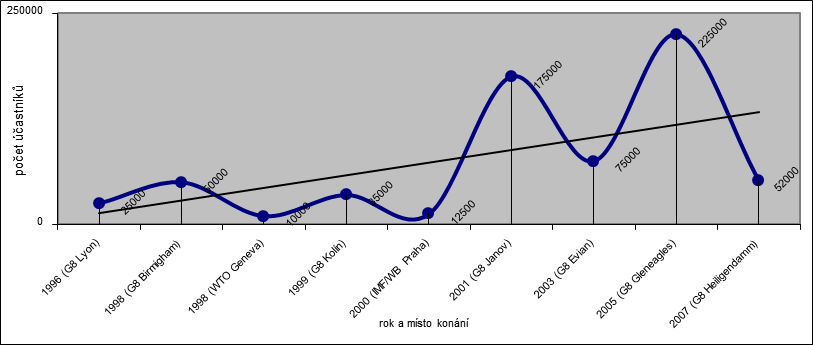 250000
0
počet účastníků
25000
50000
10000
35000
12500
175000
75000
225000
52000
1996 (G8 Lyon)
1998 (G8 Birmigham)
1998 (WTO Geneva)
1999 (G8 Kolín)
2000 (IMF/WB Praha)
2001 (G8 Janov)
2003 (G8 Evian)
2005 (G8 Gleneagles)
2007 (G8 Heiligendamm)
rok a místo konání